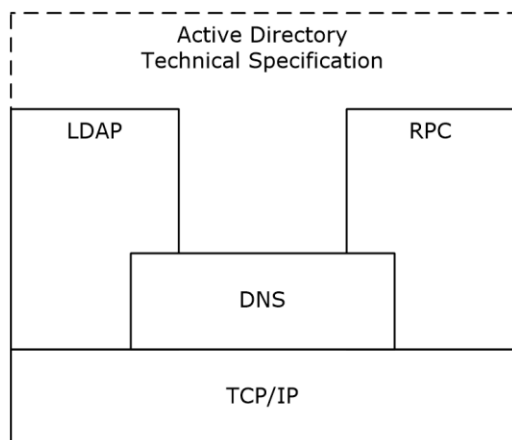 Active Directory
Technical Specification
LDAP
RPC
DNS
TCP/IP